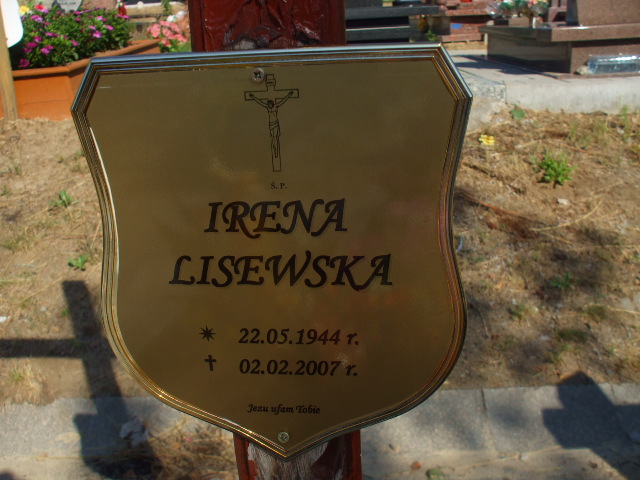 Ś. P.
IRENA
LISEWSKA
22.05.1944 r.
02.02.2007 r.
Jezu ufam Tobie